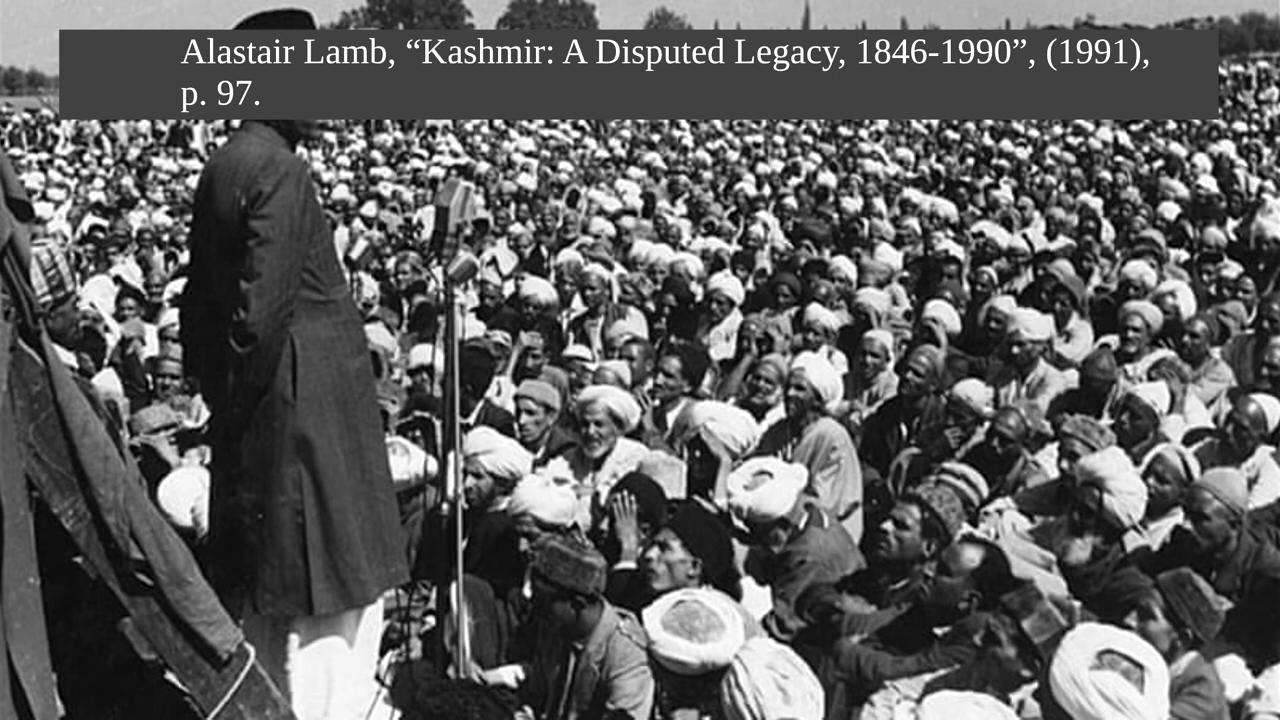 Alastair Lamb, “Kashmir: A Disputed Legacy, 1846-1990”, (1991),
p. 97.